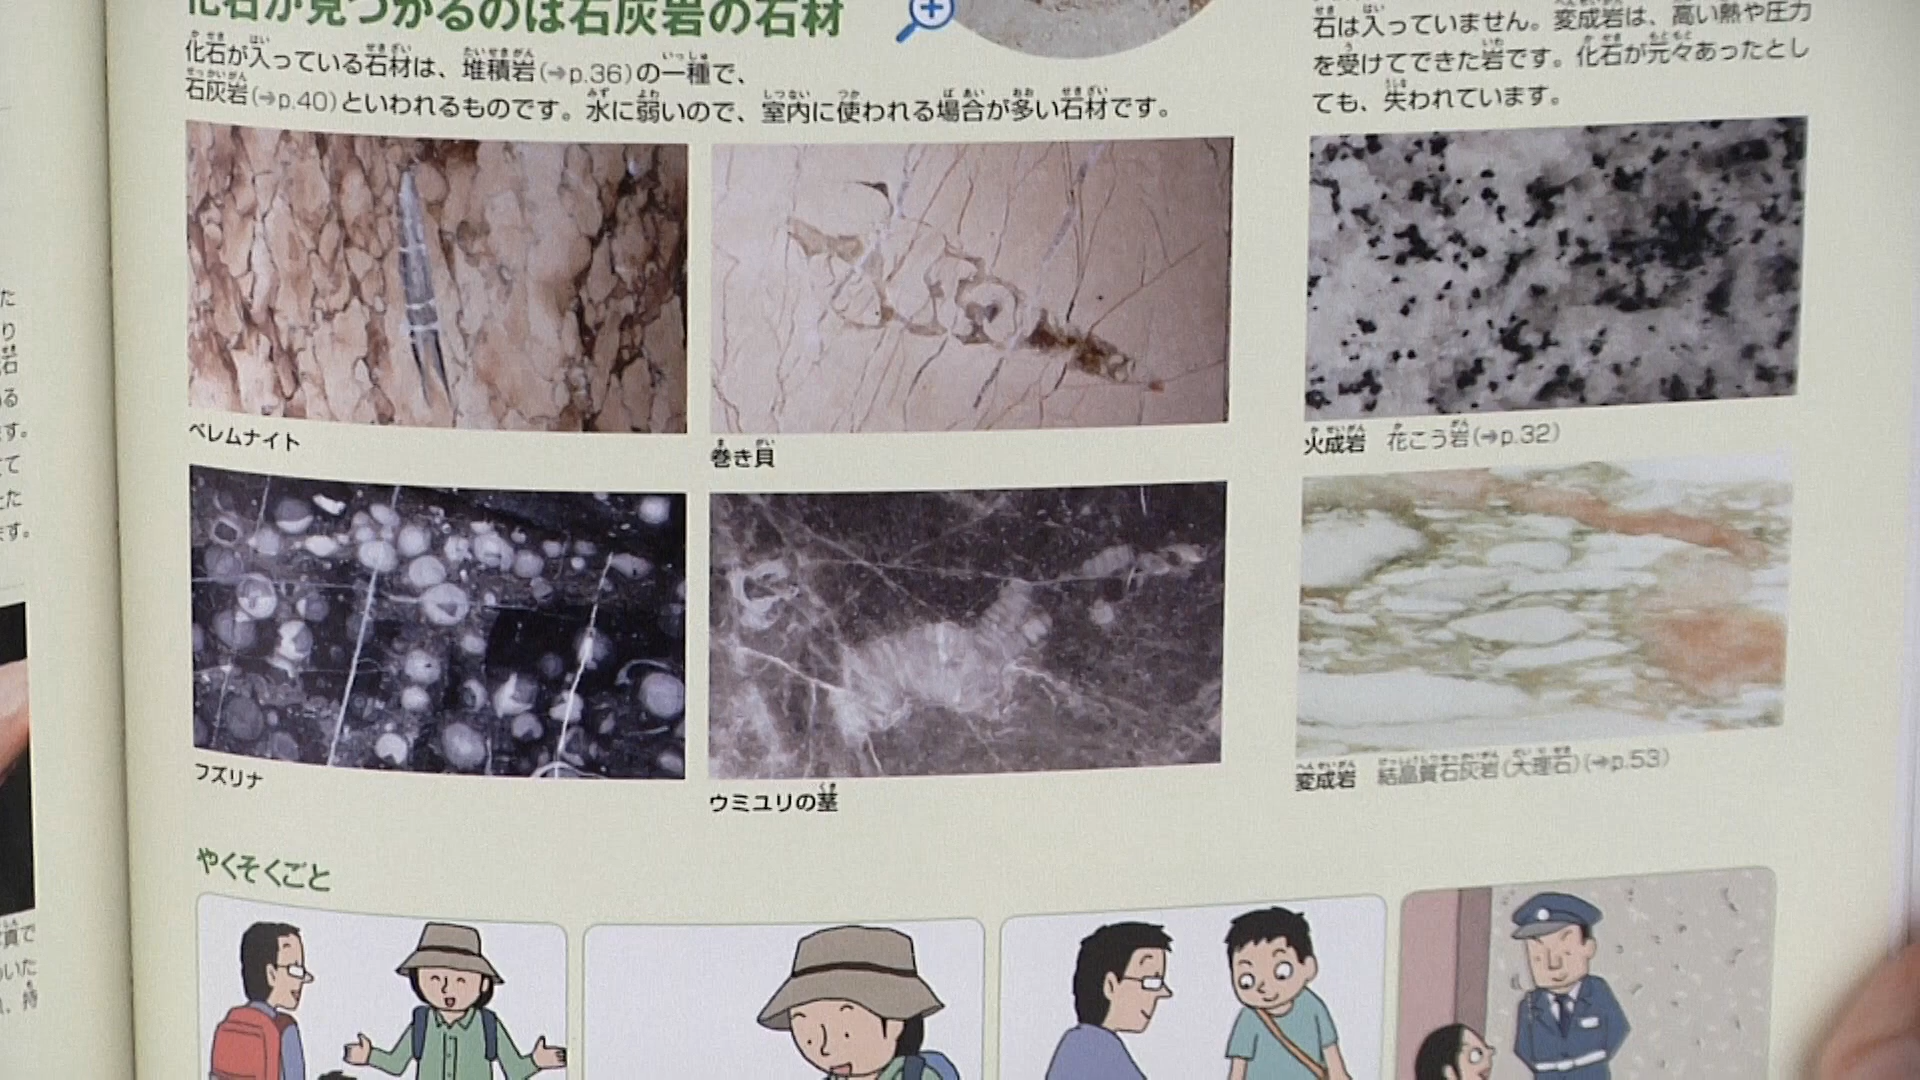 化石が見つかるのは石灰岩の石材
化石が入っている石材は、堆積岩(➩p.36)の一種で、
石灰岩(➩p.40)といわれるものです。水に弱いので、室内に使われる場合が多い石材です。
ベレムナイト
巻き貝
フズリナ
ウミユリの茎
石は入っていません。変成岩は、高い熱や圧力
を受けてできた岩です。化石が元々あったとし
ても、失われています。
火成岩 花こう岩(➩p.32)
変成岩 結晶質石灰岩(大理石)(➩p.53)
やくそくごと